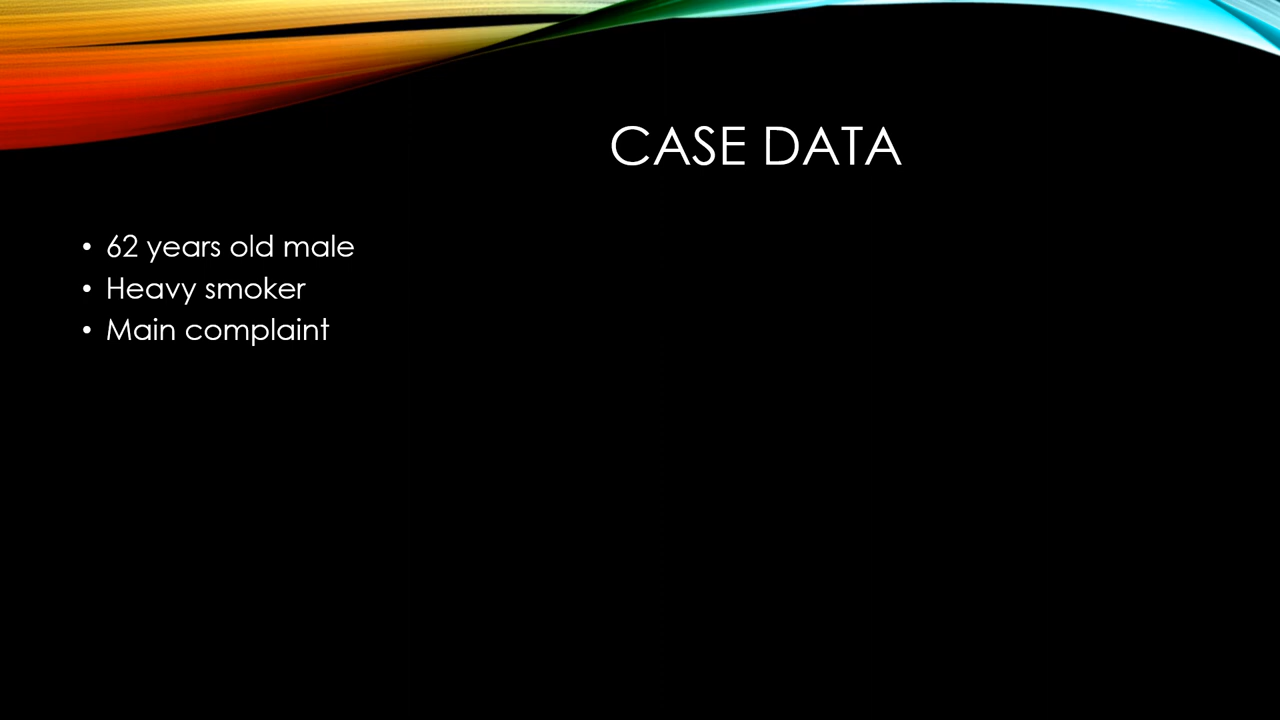 CASE DATA
• 62 years old male
• Heavy smoker
• Main complaint